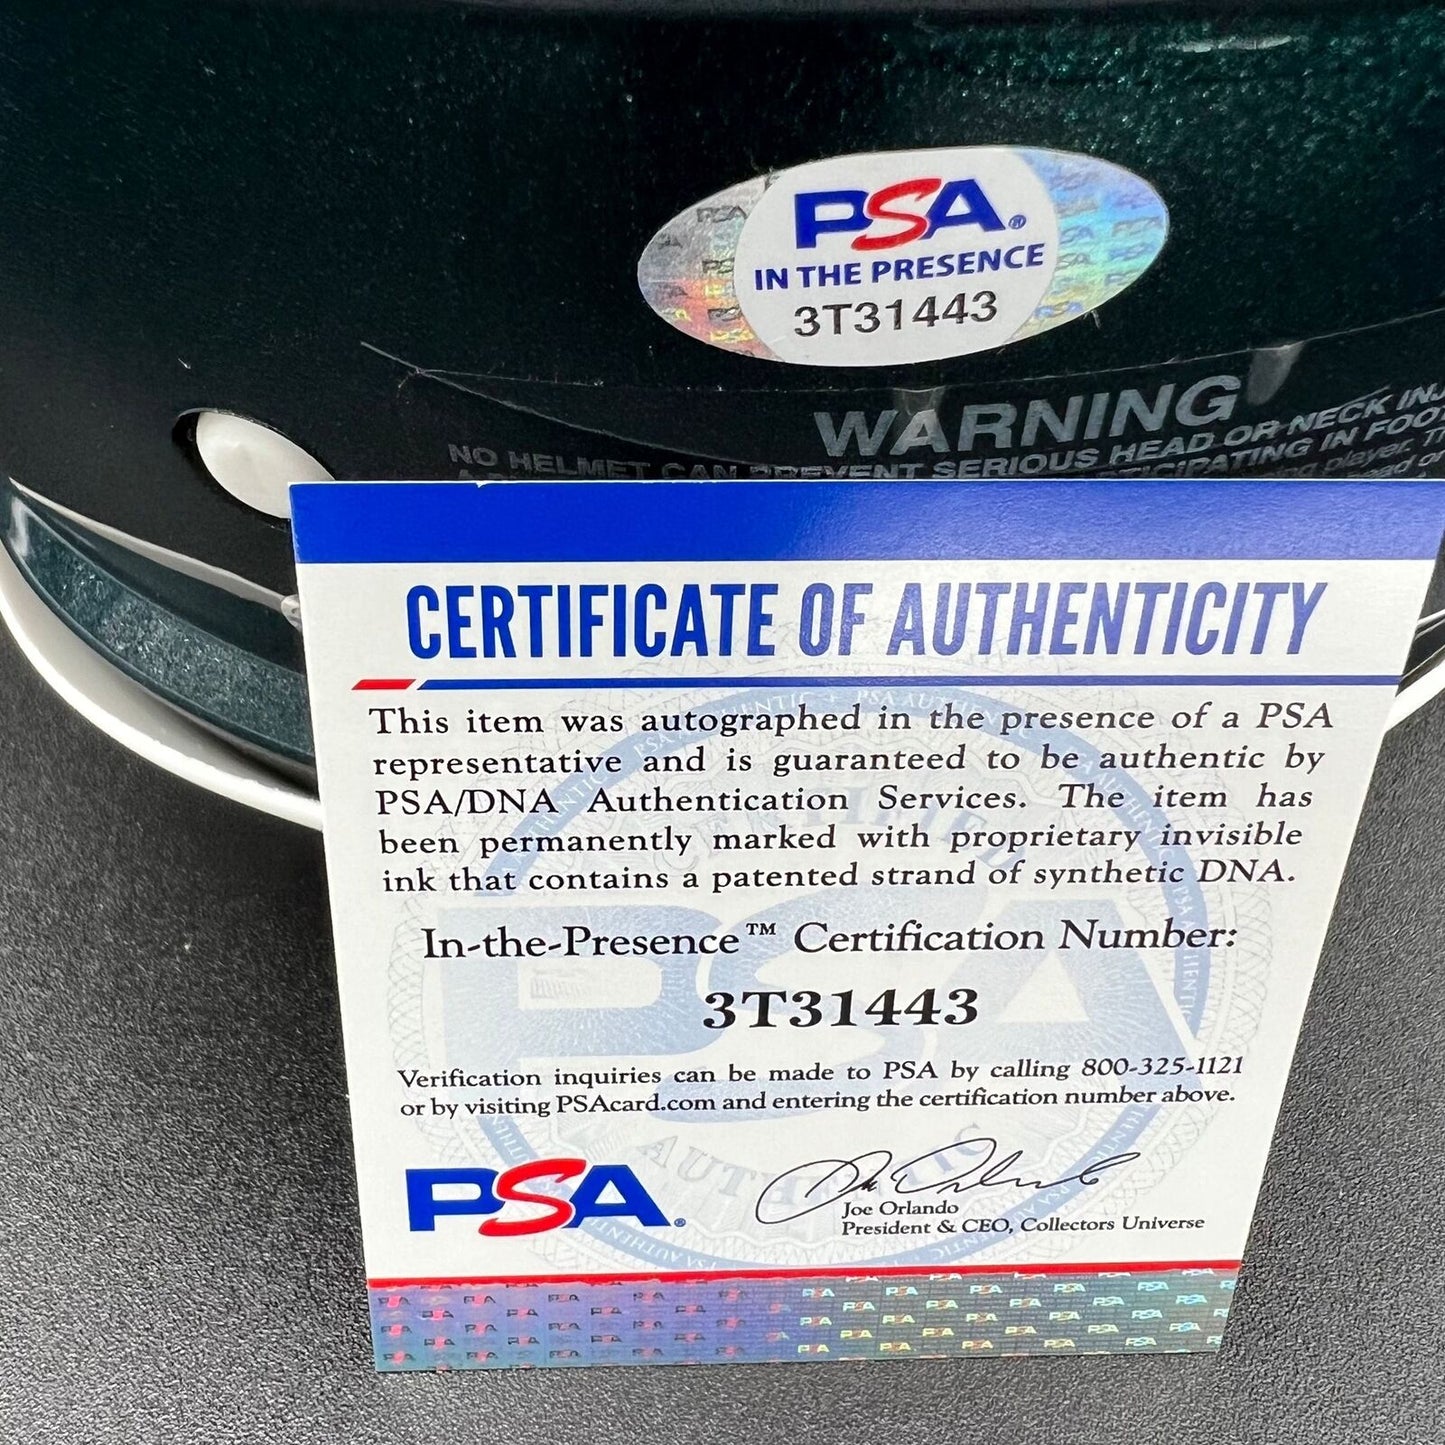 PSA®
IN THE PRESENCE
3T31443
WARNING
NO HELMET CAN PREVENT SERIOUS HEAD OR NECK INJ
PARTICIPATING IN FOO
player.
CERTIFICATE OF AUTHENTICITY
This item was autographed in the presence of a PSA
representative and is guaranteed to be authentic by
PSA/DNA Authentication Services. The item has
been permanently marked with proprietary invisible
ink that contains a patented strand of synthetic DNA.
In-the-Presence™ Certification Number:
3T31443
Verification inquiries can be made to PSA by calling 800-325-1121
or by visiting PSAcard.com and entering the certification number above.
PSA®
Joe Orlando
President & CEO, Collectors Universe